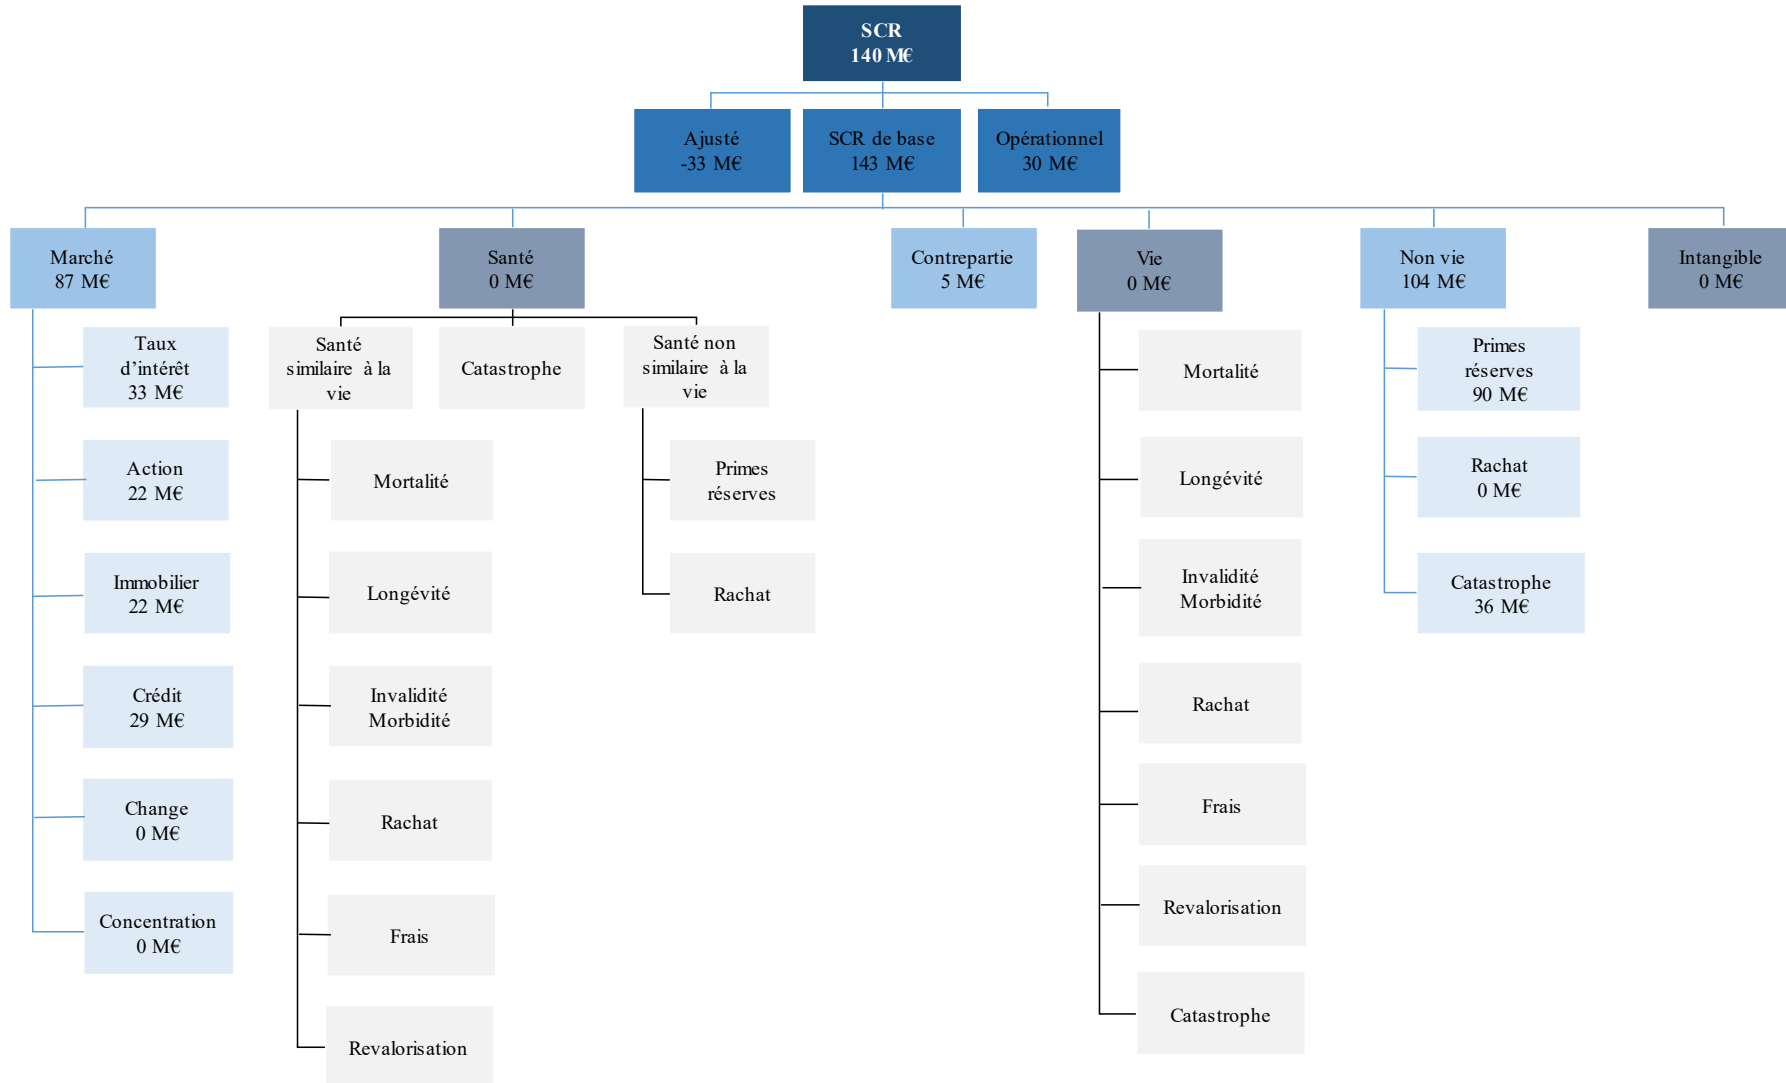 SCR
140 M€
Ajusté
-33 M€
SCR de base
143 M€
Opérationnel
30 M€
Marché
87 M€
Santé
0 M€
Contrepartie
5 M€
Vie
0 M€
Non vie
104 M€
Intangible
0 M€
Taux
d’intérêt
33 M€
Action
22 M€
Immobilier
22 M€
Crédit
29 M€
Change
0 M€
Concentration
0 M€
Santé
similaire à la
vie
Catastrophe
Santé non
similaire à la
vie
Mortalité
Longévité
Invalidité
Morbidité
Rachat
Frais
Revalorisation
Primes
réserves
Rachat
Mortalité
Longévité
Invalidité
Morbidité
Rachat
Frais
Revalorisation
Catastrophe
Primes
réserves
90 M€
Rachat
0 M€
Catastrophe
36 M€